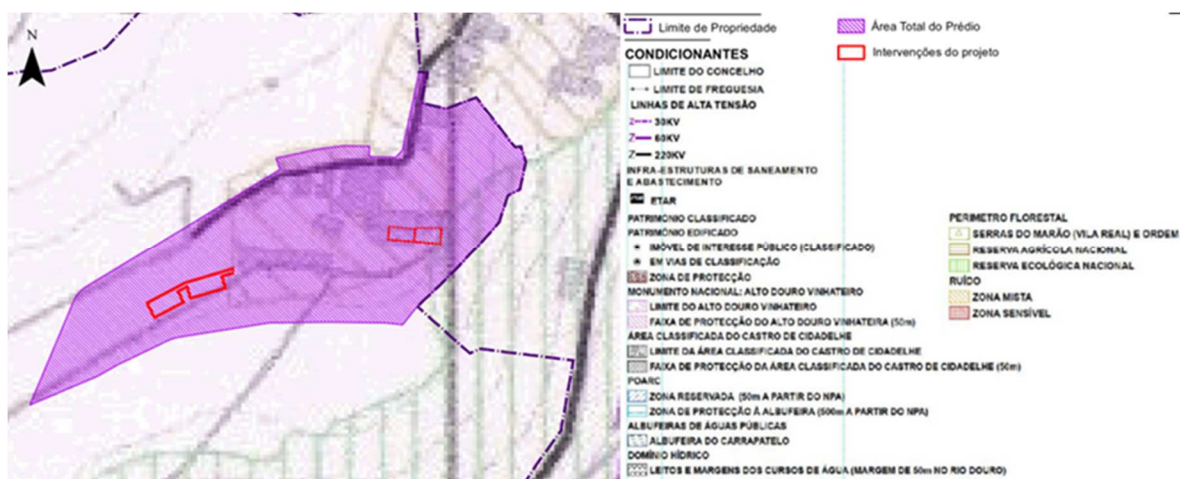 N
Limite de Propriedade
Área Total do Prédio
Intervenções do projeto
CONDICIONANTES
LIMITE DO CONCELHO
LIMITE DE FREGUESIA
LINHAS DE ALTA TENSÃO
30KV
60KV
220KV
INFRA-ESTRUTURAS DE SANEAMENTO
E ABASTECIMENTO
ETAR
PATRIMÓNIO CLASSIFICADO
PATRIMÓNIO EDIFICADO
IMÓVEL DE INTERESSE PÚBLICO (CLASSIFICADO)
EM VIAS DE CLASSIFICAÇÃO
ZONA DE PROTECÇÃO
MONUMENTO NACIONAL: ALTO DOURO VINHATEIRO
LIMITE DO ALTO DOURO VINHATEIRO
FAIXA DE PROTECÇÃO DO ALTO DOURO VINHATEIRA (50m)
ÁREA CLASSIFICADA DO CASTRO DE CIDADELHE
LIMITE DA ÁREA CLASSIFICADA DO CASTRO DE CIDADELHE
FAIXA DE PROTECÇÃO DA ÁREA CLASSIFICADA DO CASTRO DE CIDADELHE (50m)
POARC
ZONA RESERVADA (50m A PARTIR DO NPA)
ZONA DE PROTECÇÃO À ALBUFEIRA (500m A PARTIR DO NPA)
ALBUFEIRAS DE ÁGUAS PÚBLICAS
ALBUFEIRA DO CARRAPATELO
DOMÍNIO HÍDRICO
LEITOS E MARGENS DOS CURSOS DE ÁGUA (MARGEM DE 50m NO RIO DOURO)
PERIMETRO FLORESTAL
SERRAS DO MARÃO (VILA REAL) E ORDEM
RESERVA AGRÍCOLA NACIONAL
RESERVA ECOLÓGICA NACIONAL
RUÍDO
ZONA MISTA
ZONA SENSÍVEL